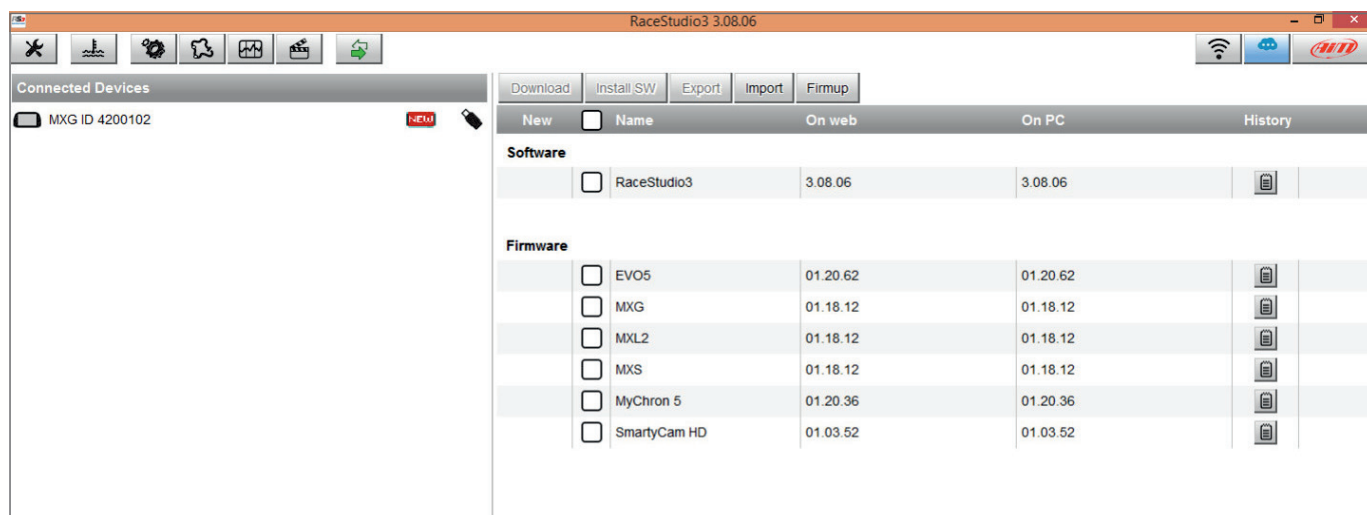 RaceStudio3 3.08.06
AiM
Connected Devices
MXG ID 4200102 NEW
Download Install SW Export Import Firmup
New Name On web On PC History
Software
RaceStudio3 3.08.06 3.08.06
Firmware
EVO5 01.20.62 01.20.62
MXG 01.18.12 01.18.12
MXL2 01.18.12 01.18.12
MXS 01.18.12 01.18.12
MyChron 5 01.20.36 01.20.36
SmartyCam HD 01.03.52 01.03.52